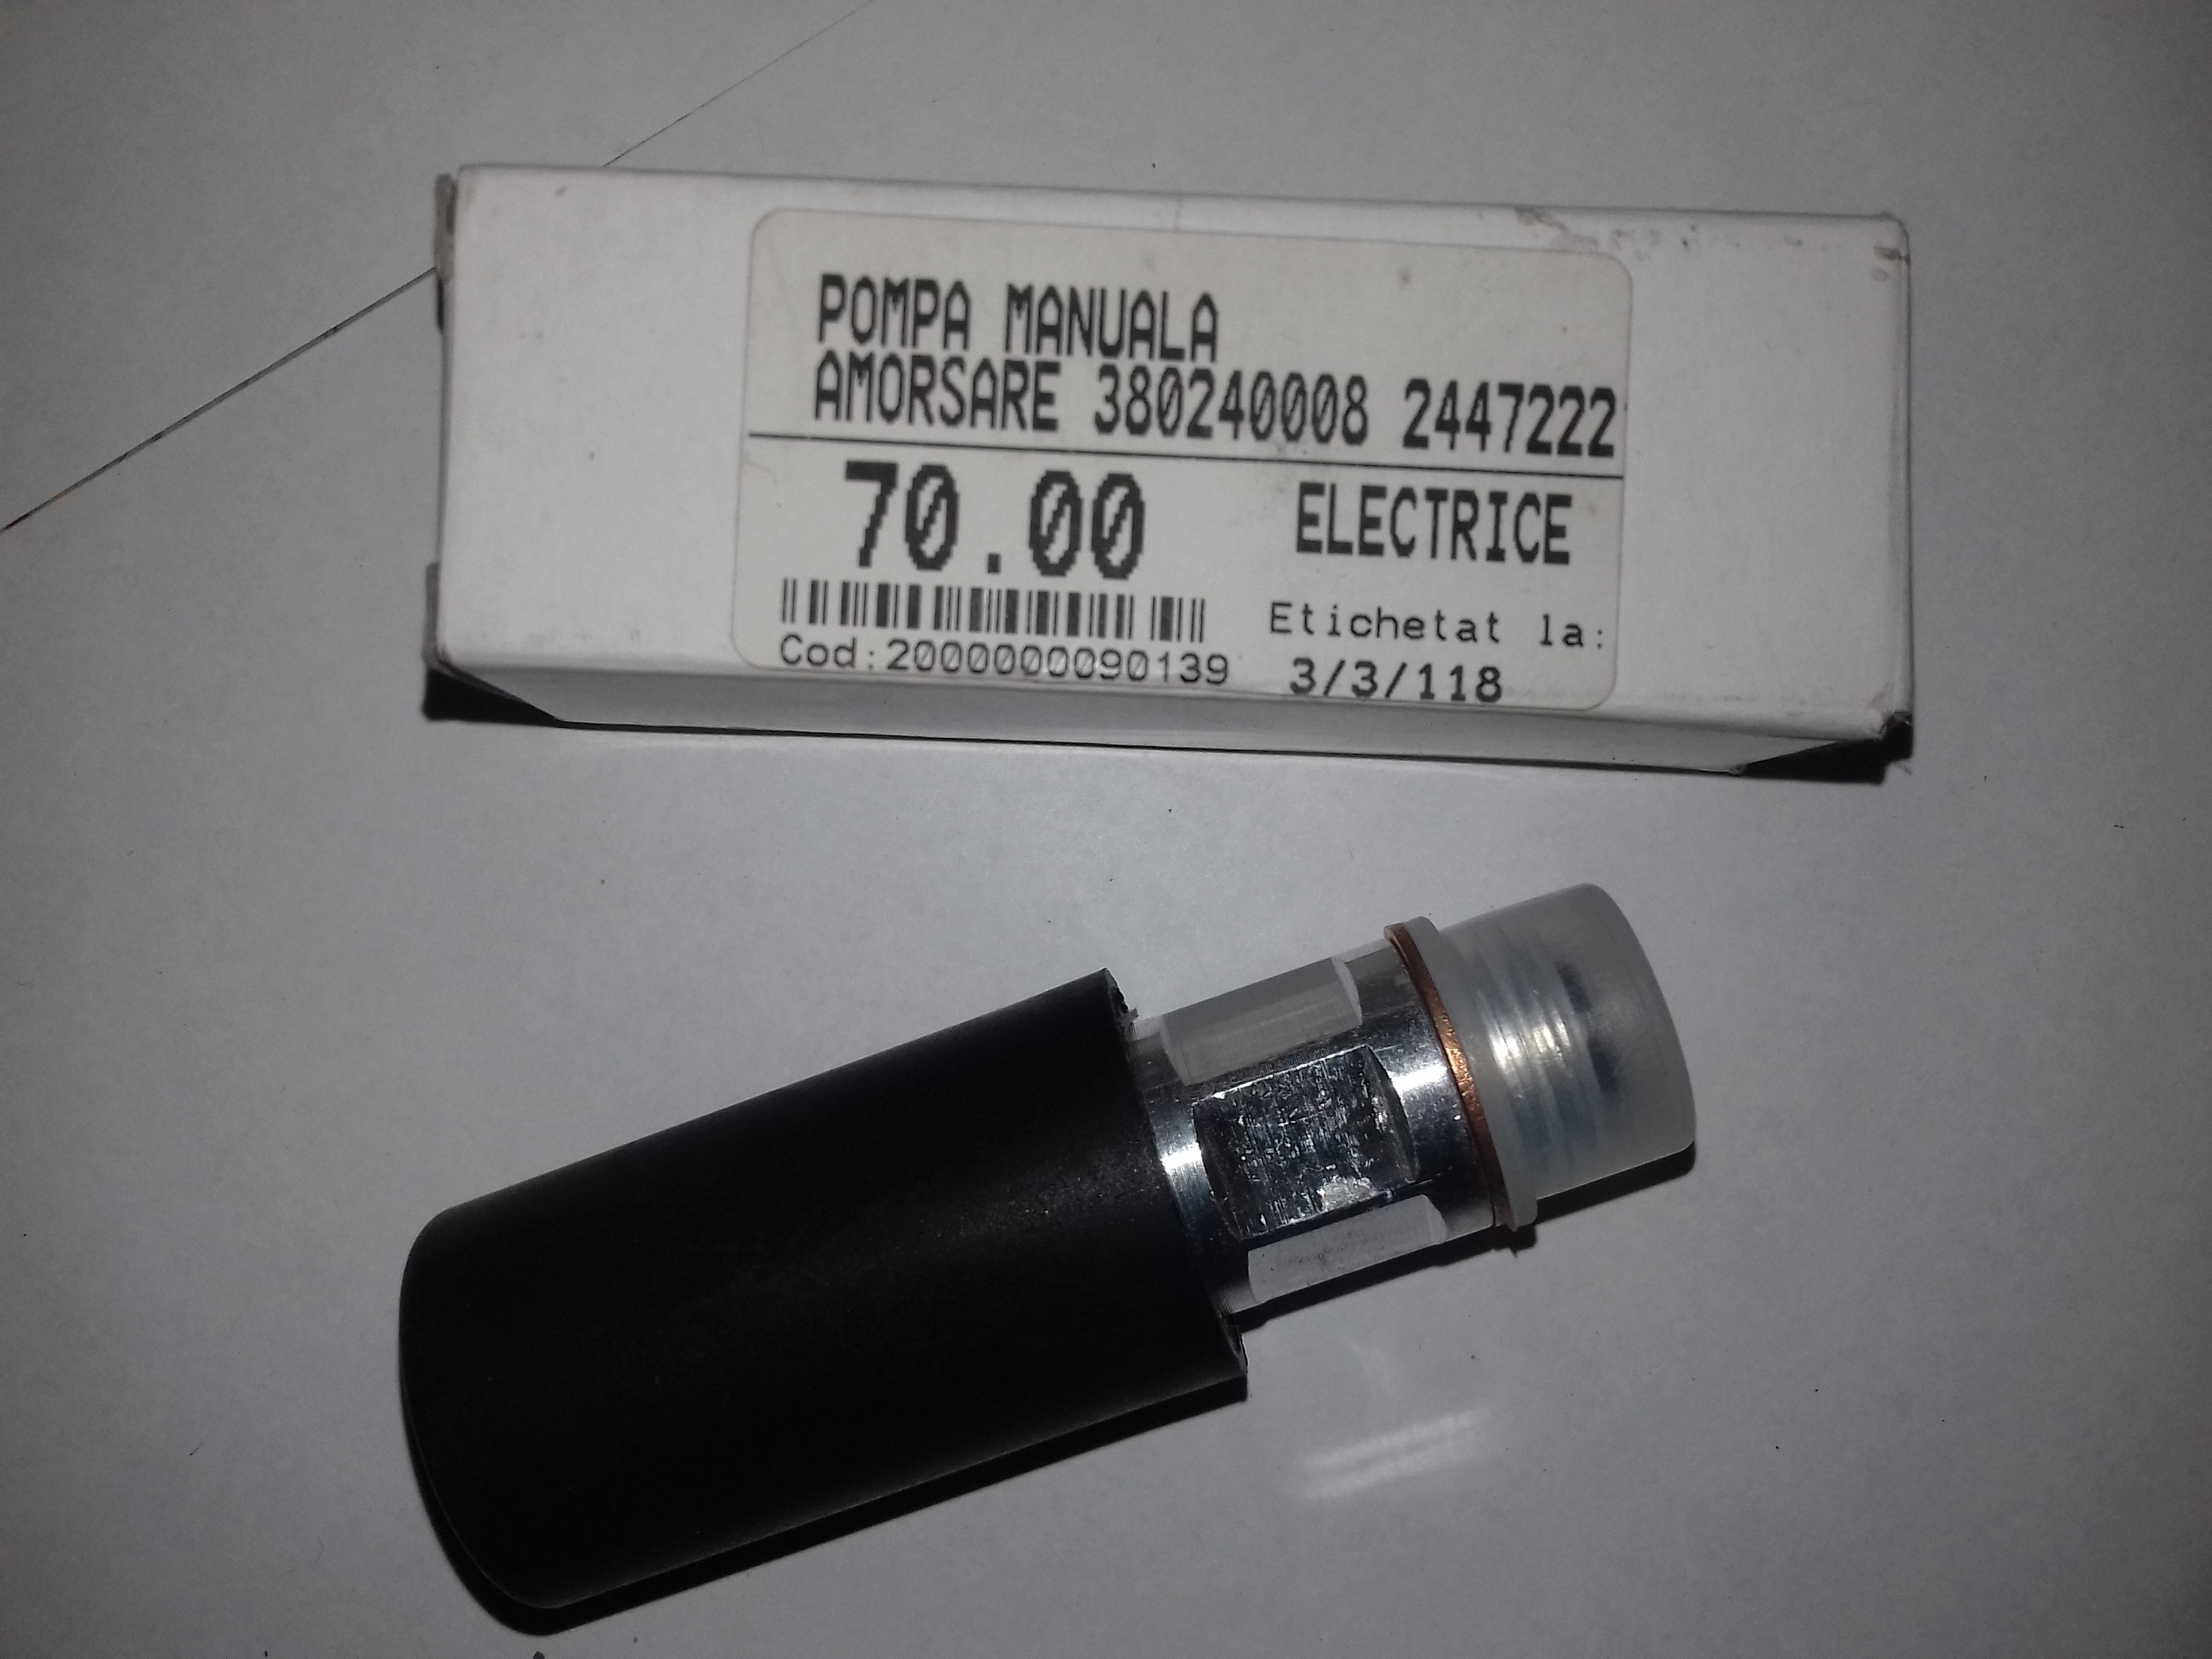 POMPA MANUALA
AMORSARE 380240008 2447222
70.00 ELECTRICE
Etichetat la:
Cod:2000000090139 3/3/118